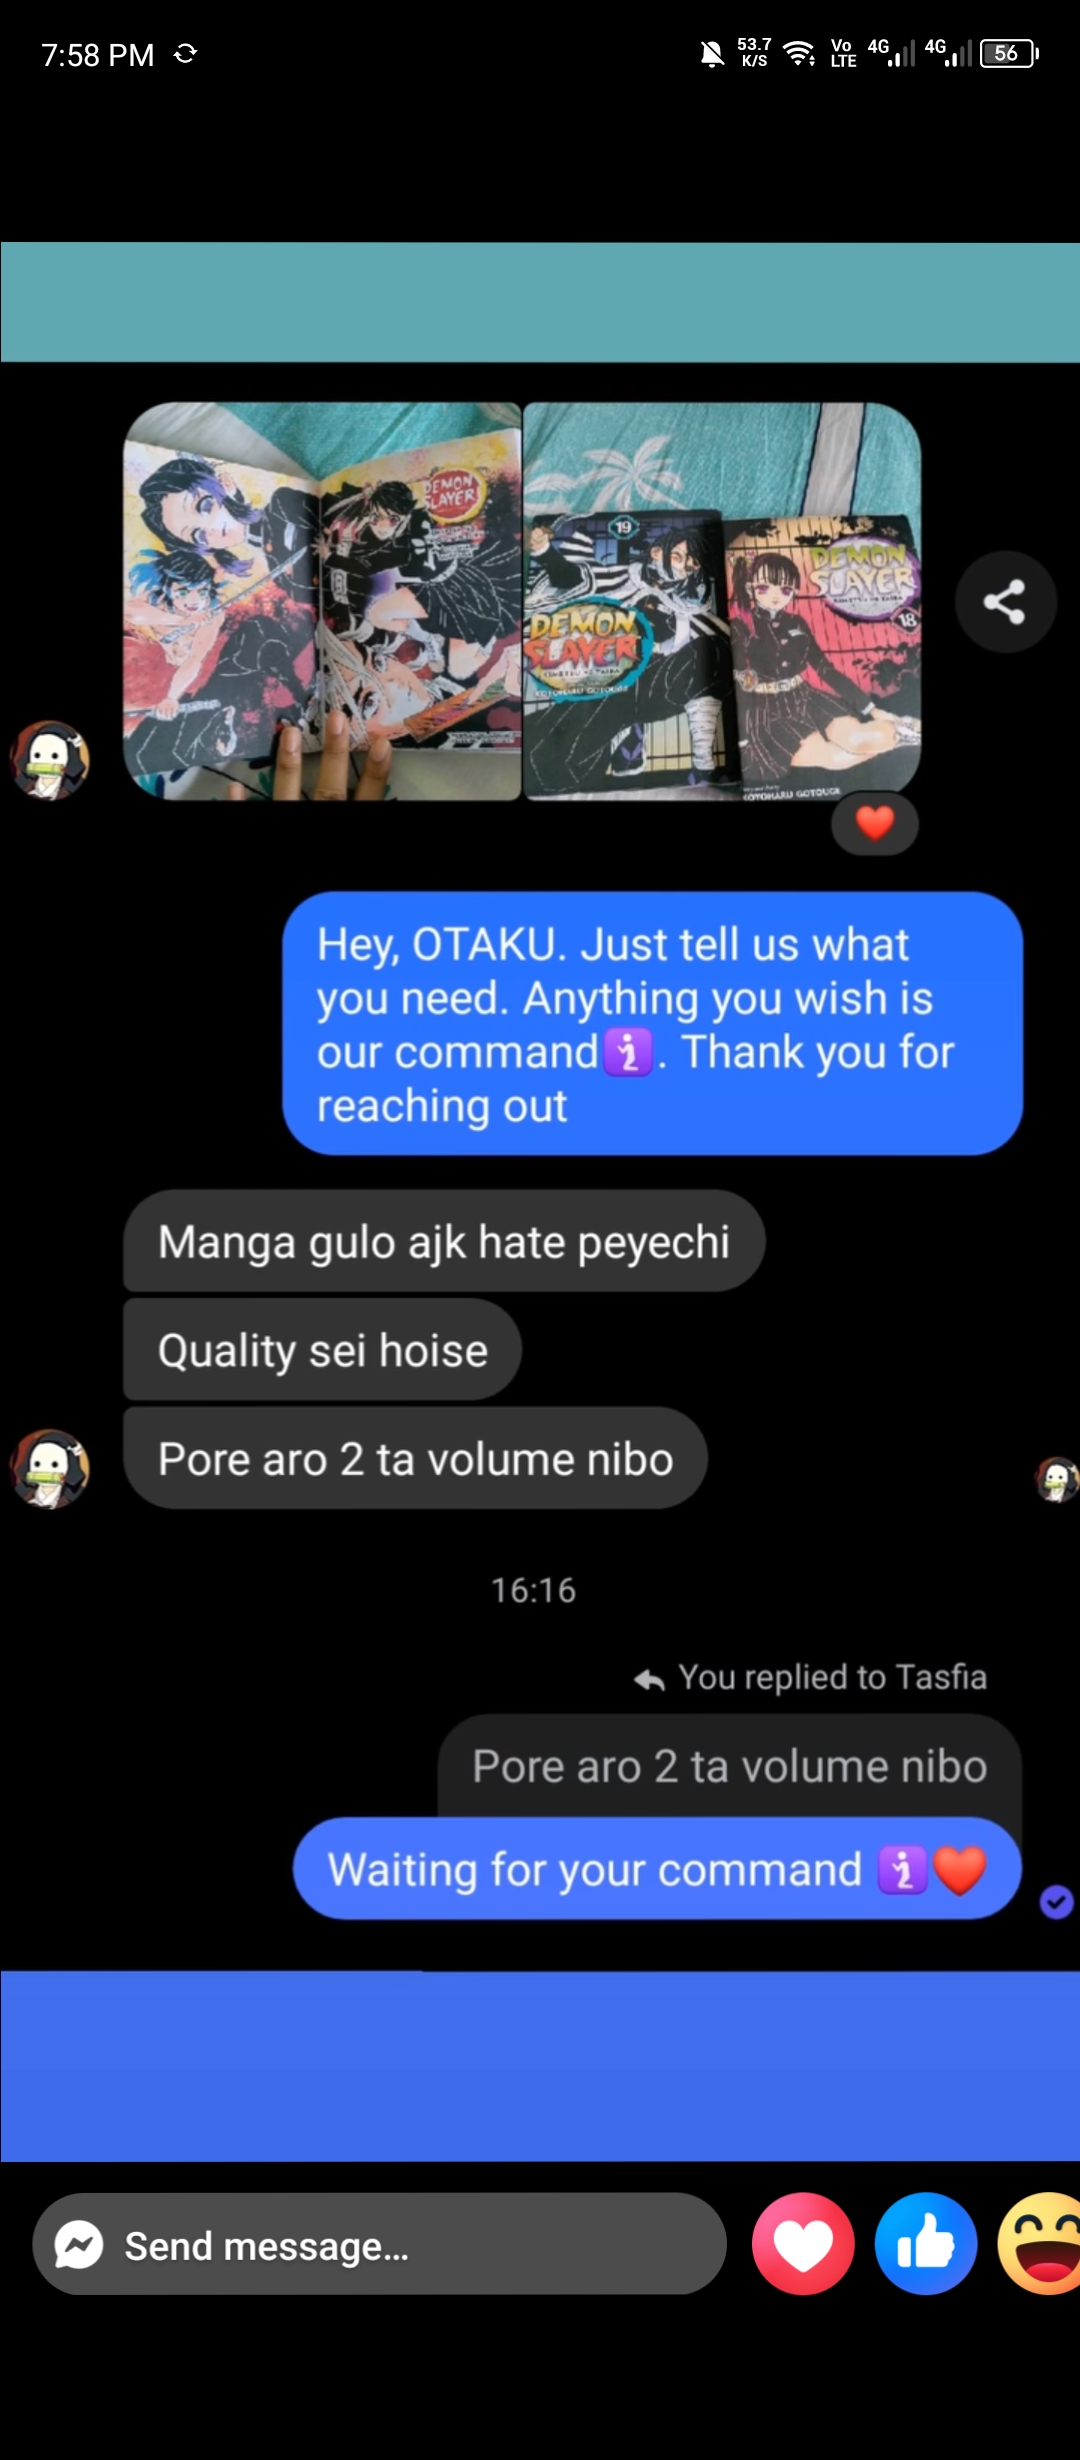 7:58 PM
53.7
K/S
Vo
LTE
4G
4G
56
DEMON
SLAYER
19
DEMON
SLAYER
KOYOHARU GOTOUGE
DEMON
SLAYER
18
KOYOHARU GOTOUGE
Hey, OTAKU. Just tell us what
you need. Anything you wish is
our command🧎. Thank you for
reaching out
Manga gulo ajk hate peyechi
Quality sei hoise
Pore aro 2 ta volume nibo
16:16
You replied to Tasfia
Pore aro 2 ta volume nibo
Waiting for your command 🧎❤️
Send message...